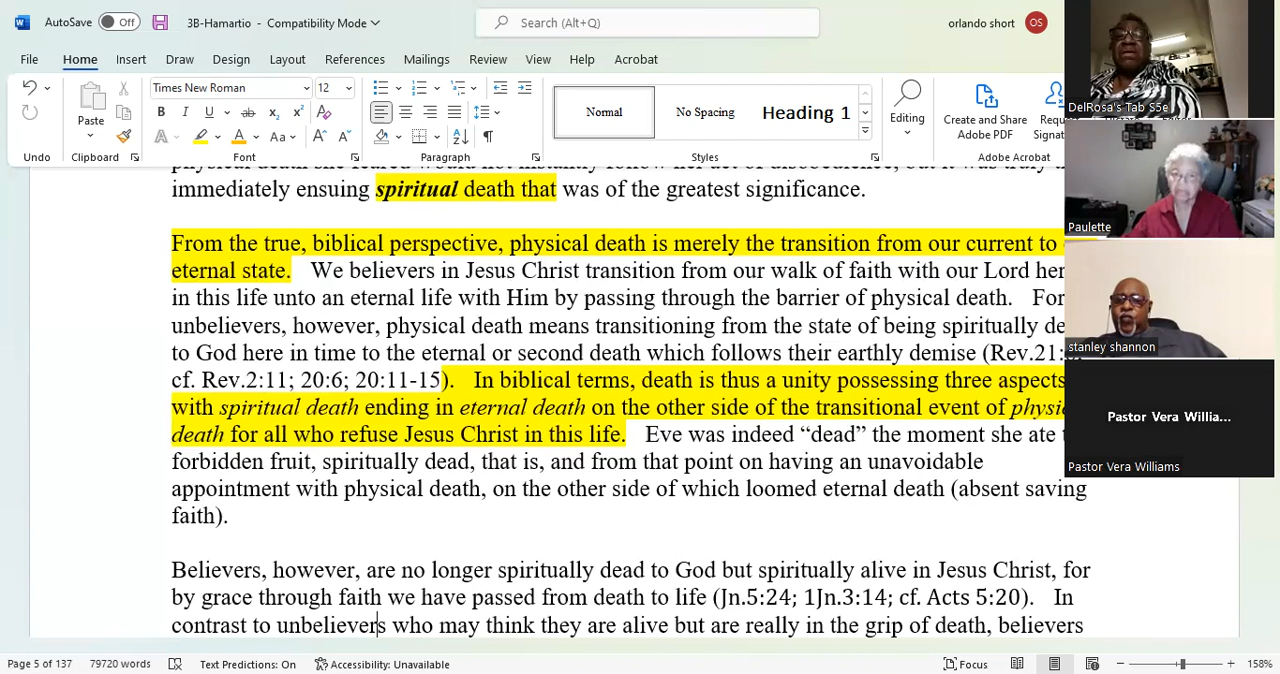 AutoSave Off 3B-Hamartio - Compatibility Mode Search (Alt+Q) orlando short OS
File Home Insert Draw Design Layout References Mailings Review View Help Acrobat
Times New Roman 12
Paste
B I U ab x₂ x² A
A A Aa A A
Normal No Spacing Heading 1
Editing
Create and Share
Adobe PDF
Signat
Undo Clipboard Font Paragraph Styles Adobe Acrobat
immediately ensuing spiritual death that was of the greatest significance.
From the true, biblical perspective, physical death is merely the transition from our current to
eternal state. We believers in Jesus Christ transition from our walk of faith with our Lord her
in this life unto an eternal life with Him by passing through the barrier of physical death. For
unbelievers, however, physical death means transitioning from the state of being spiritually de
to God here in time to the eternal or second death which follows their earthly demise (Rev.21:
cf. Rev.2:11; 20:6; 20:11-15). In biblical terms, death is thus a unity possessing three aspects
with spiritual death ending in eternal death on the other side of the transitional event of physi
death for all who refuse Jesus Christ in this life. Eve was indeed “dead” the moment she ate
forbidden fruit, spiritually dead, that is, and from that point on having an unavoidable
appointment with physical death, on the other side of which loomed eternal death (absent saving
faith).
Believers, however, are no longer spiritually dead to God but spiritually alive in Jesus Christ, for
by grace through faith we have passed from death to life (Jn.5:24; 1Jn.3:14; cf. Acts 5:20). In
contrast to unbelievers who may think they are alive but are really in the grip of death, believers
Page 5 of 137 79720 words Text Predictions: On Accessibility: Unavailable Focus 158%
DelRosa's Tab S5e
Paulette
stanley shannon
Pastor Vera Willia...
Pastor Vera Williams